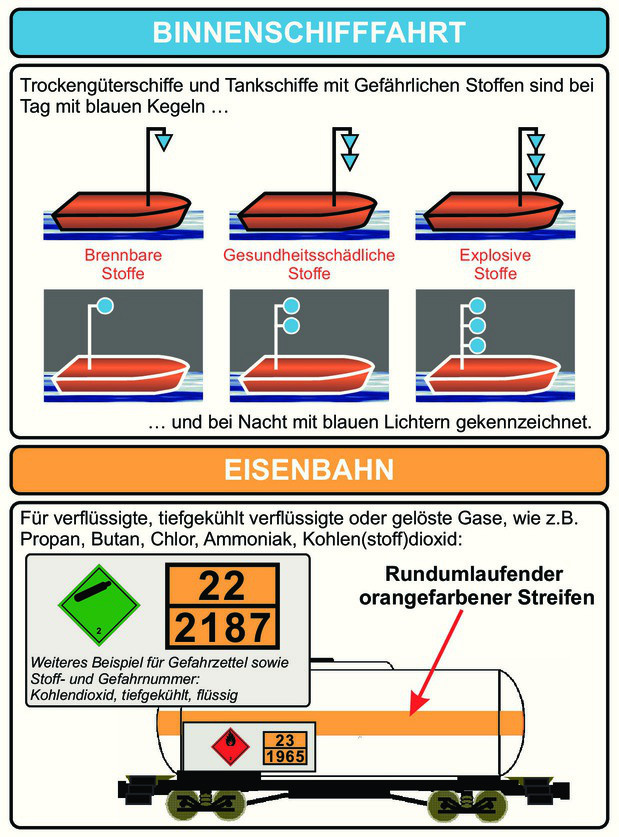 BINNENSCHIFFFAHRT
Trockengüterschiffe und Tankschiffe mit Gefährlichen Stoffen sind bei
Tag mit blauen Kegeln …
Brennbare
Stoffe
Gesundheitsschädliche
Stoffe
Explosive
Stoffe
… und bei Nacht mit blauen Lichtern gekennzeichnet.
EISENBAHN
Für verflüssigte, tiefgekühlt verflüssigte oder gelöste Gase, wie z.B.
Propan, Butan, Chlor, Ammoniak, Kohlen(stoff)dioxid:
2
22
2187
Weiteres Beispiel für Gefahrzettel sowie
Stoff- und Gefahrnummer:
Kohlendioxid, tiefgekühlt, flüssig
Rundumlaufender
orangefarbener Streifen
23
1965